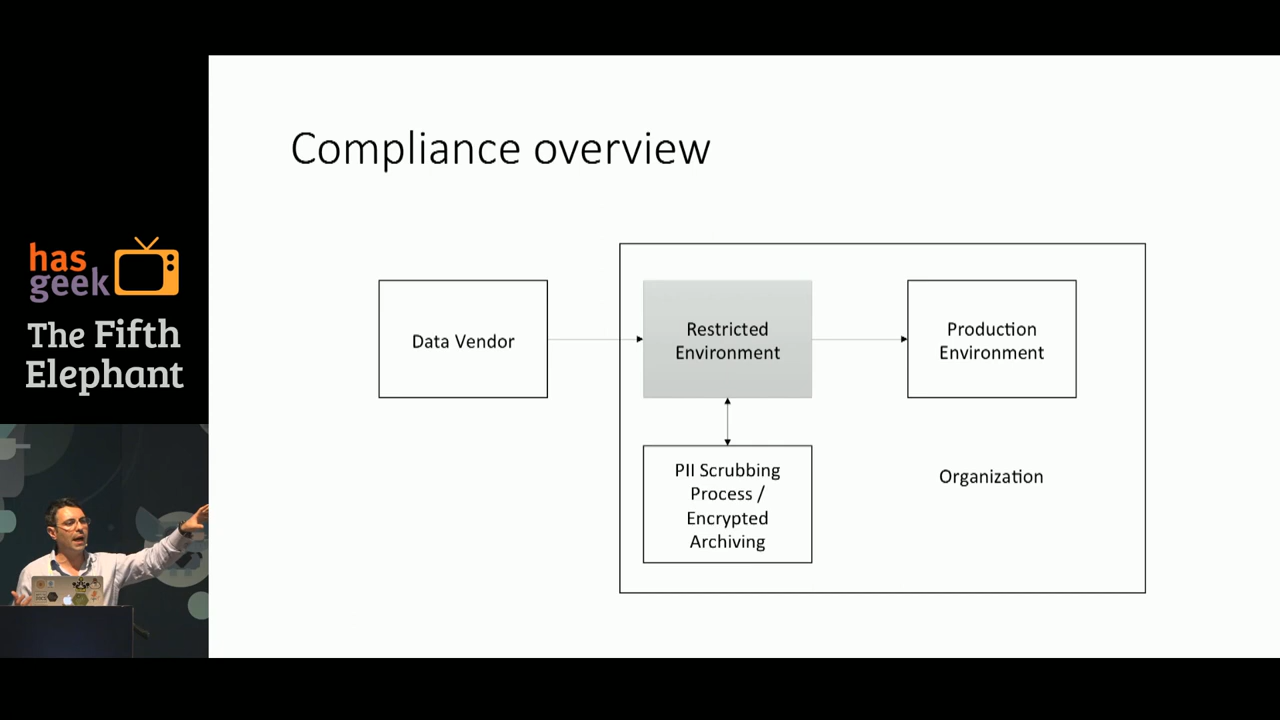 has
geek
The Fifth
Elephant
Compliance overview
Data Vendor
Restricted
Environment
Production
Environment
PII Scrubbing
Process /
Encrypted
Archiving
Organization